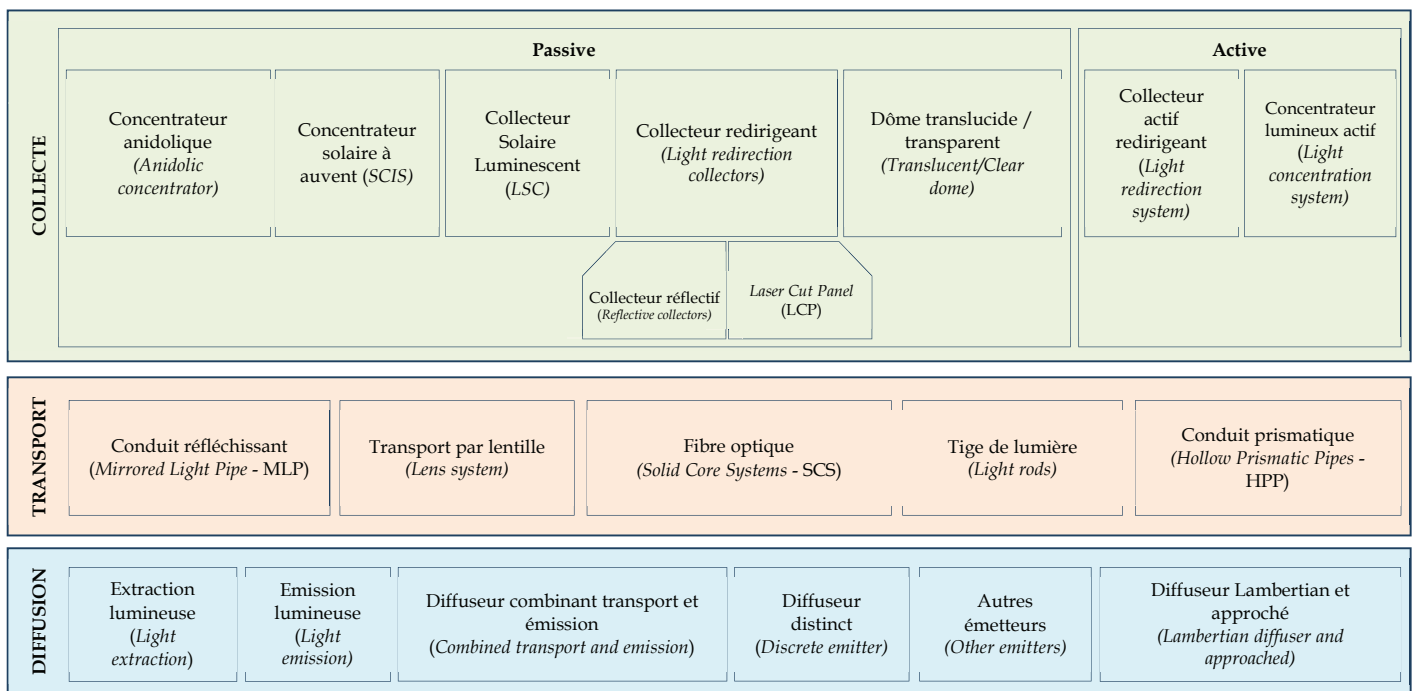 COLLECTE
Passive
Concentrateur
anidolique
(Anidolic
concentrator)
Concentrateur
solaire à
auvent (SCIS)
Collecteur
Solaire
Luminescent
(LSC)
Collecteur redirigeant
(Light redirection
collectors)
Dôme translucide /
transparent
(Translucent/Clear
dome)
Collecteur réflectif
(Reflective collectors)
Laser Cut Panel
(LCP)
Active
Collecteur
actif
redirigeant
(Light
redirection
system)
Concentrateur
lumineux actif
(Light
concentration
system)
TRANSPORT
Conduit réfléchissant
(Mirrored Light Pipe - MLP)
Transport par lentille
(Lens system)
Fibre optique
(Solid Core Systems - SCS)
Tige de lumière
(Light rods)
Conduit prismatique
(Hollow Prismatic Pipes -
HPP)
DIFFUSION
Extraction
lumineuse
(Light
extraction)
Emission
lumineuse
(Light
emission)
Diffuseur combinant transport et
émission
(Combined transport and emission)
Diffuseur
distinct
(Discrete emitter)
Autres
émetteurs
(Other emitters)
Diffuseur Lambertian et
approché
(Lambertian diffuser and
approached)